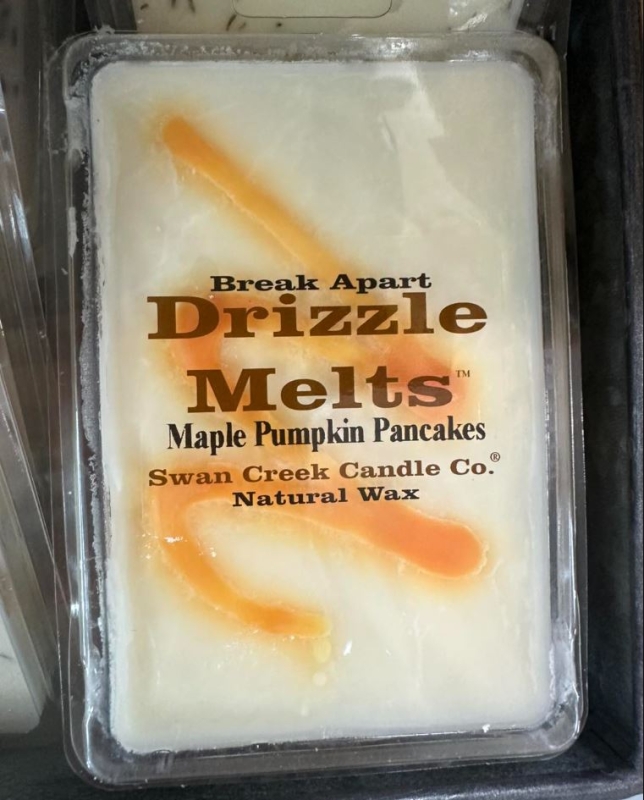 Break Apart
Drizzle
Melts™
Maple Pumpkin Pancakes
Swan Creek Candle Co.®
Natural Wax